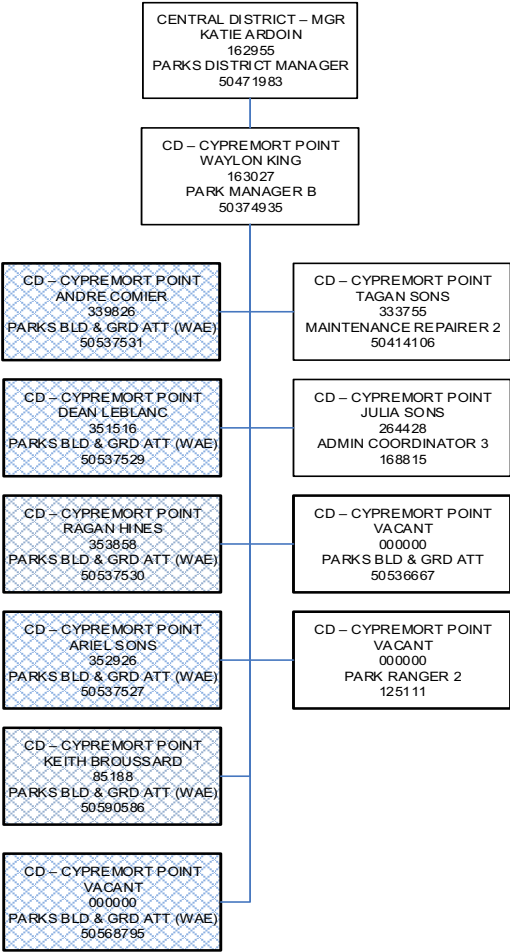 CENTRAL DISTRICT – MGR
KATIE ARDOIN
162955
PARKS DISTRICT MANAGER
50471983
CD – CYPREMORT POINT
WAYLON KING
163027
PARK MANAGER B
50374935
CD – CYPREMORT POINT
ANDRE COMIER
339826
PARKS BLD & GRD ATT (WAE)
50537531
CD – CYPREMORT POINT
TAGAN SONS
333755
MAINTENANCE REPAIRER 2
50414106
CD – CYPREMORT POINT
DEAN LEBLANC
351516
PARKS BLD & GRD ATT (WAE)
50537529
CD – CYPREMORT POINT
JULIA SONS
264428
ADMIN COORDINATOR 3
168815
CD – CYPREMORT POINT
RAGAN HINES
353858
PARKS BLD & GRD ATT (WAE)
50537530
CD – CYPREMORT POINT
VACANT
000000
PARKS BLD & GRD ATT
50536667
CD – CYPREMORT POINT
ARIEL SONS
352926
PARKS BLD & GRD ATT (WAE)
50537527
CD – CYPREMORT POINT
VACANT
000000
PARK RANGER 2
125111
CD – CYPREMORT POINT
KEITH BROUSSARD
85188
PARKS BLD & GRD ATT (WAE)
50590586
CD – CYPREMORT POINT
VACANT
000000
PARKS BLD & GRD ATT (WAE)
50568795